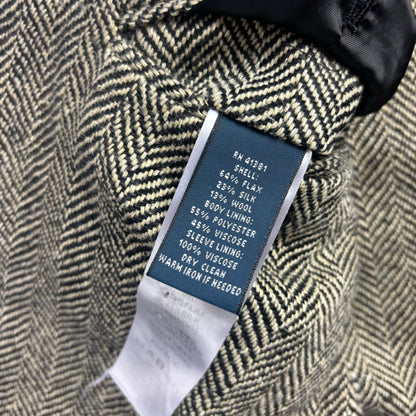 RN 41381
SHELL:
64% FLAX
23% SILK
13% WOOL
BODY LINING:
55% POLYESTER
45% VISCOSE
SLEEVE LINING:
100% VISCOSE
DRY CLEAN
WARM IRON IF NEEDED